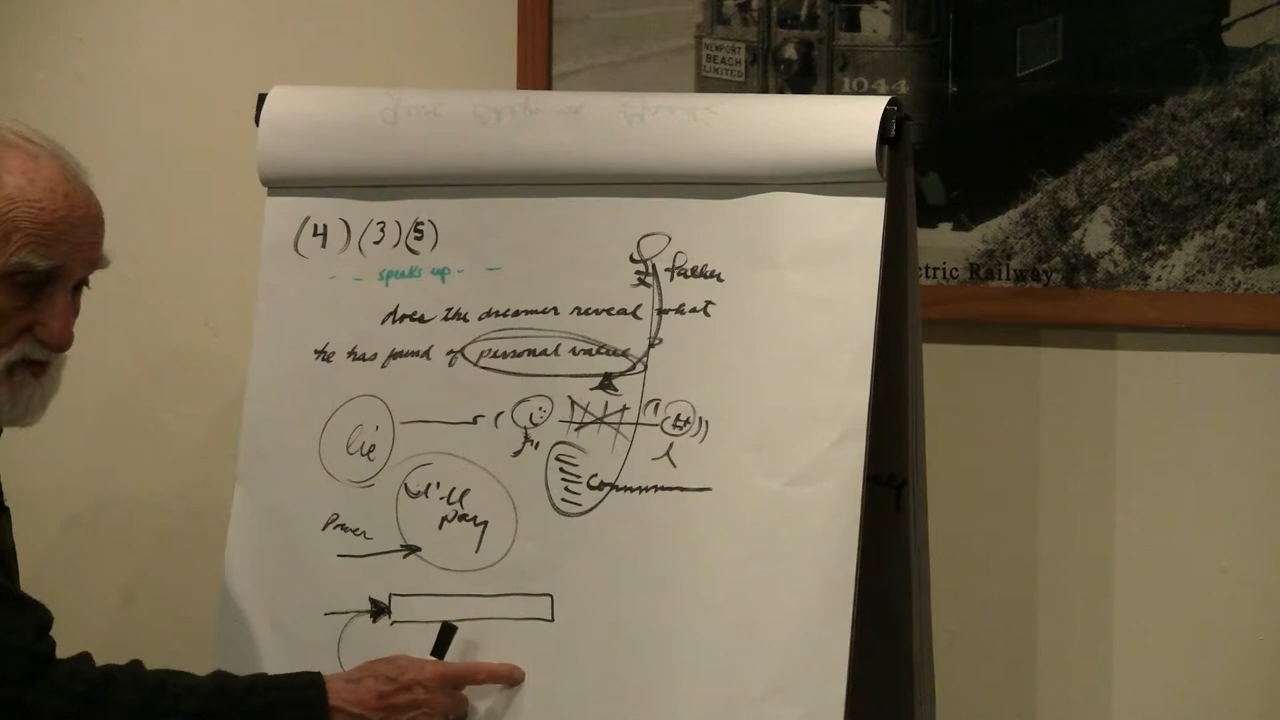 NEWPORT
BEACH
LIMITED
1044
ctric Railway
(4) (3) (5)
- - speaks up - -
father
does the dreamer reveal what
he has found of personal value
lie
I'll
pay
Power